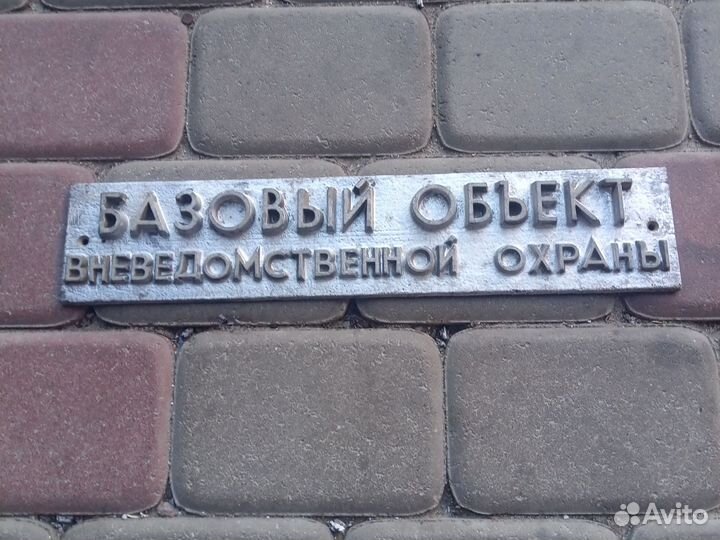 БАЗОВЫЙ ОБЪЕКТ
ВНЕВЕДОМСТВЕННОЙ ОХРАНЫ
Avito